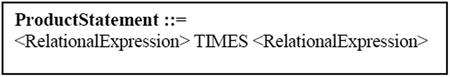 ProductStatement ::=
<RelationalExpression> TIMES <RelationalExpression>